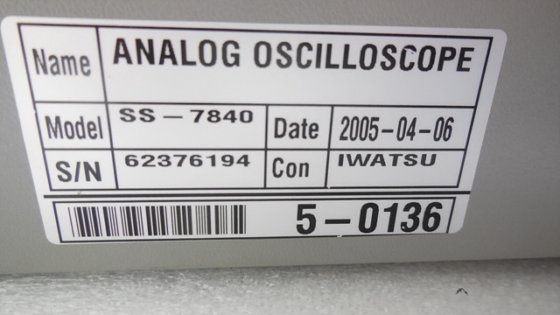 Name ANALOG OSCILLOSCOPE
Model SS-7840 Date 2005-04-06
S/N 62376194 Con IWATSU
5-0136